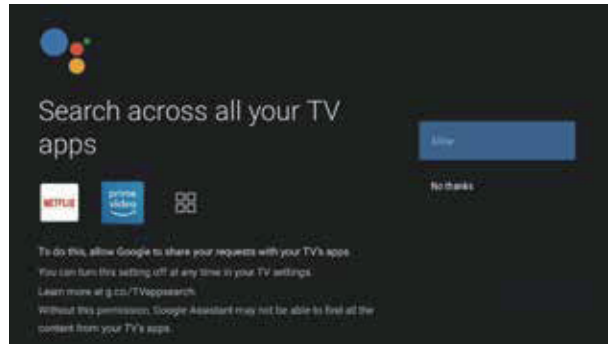 Search across all your TV
apps
NETFLIX
prime
video
To do this, allow Google to share your requests with your TV's apps.
You can turn this setting off at any time in your TV settings.
Learn more at g.co/TVappsearch.
Without this permission, Google Assistant may not be able to find all the
content from your TV's apps.
Allow
No thanks